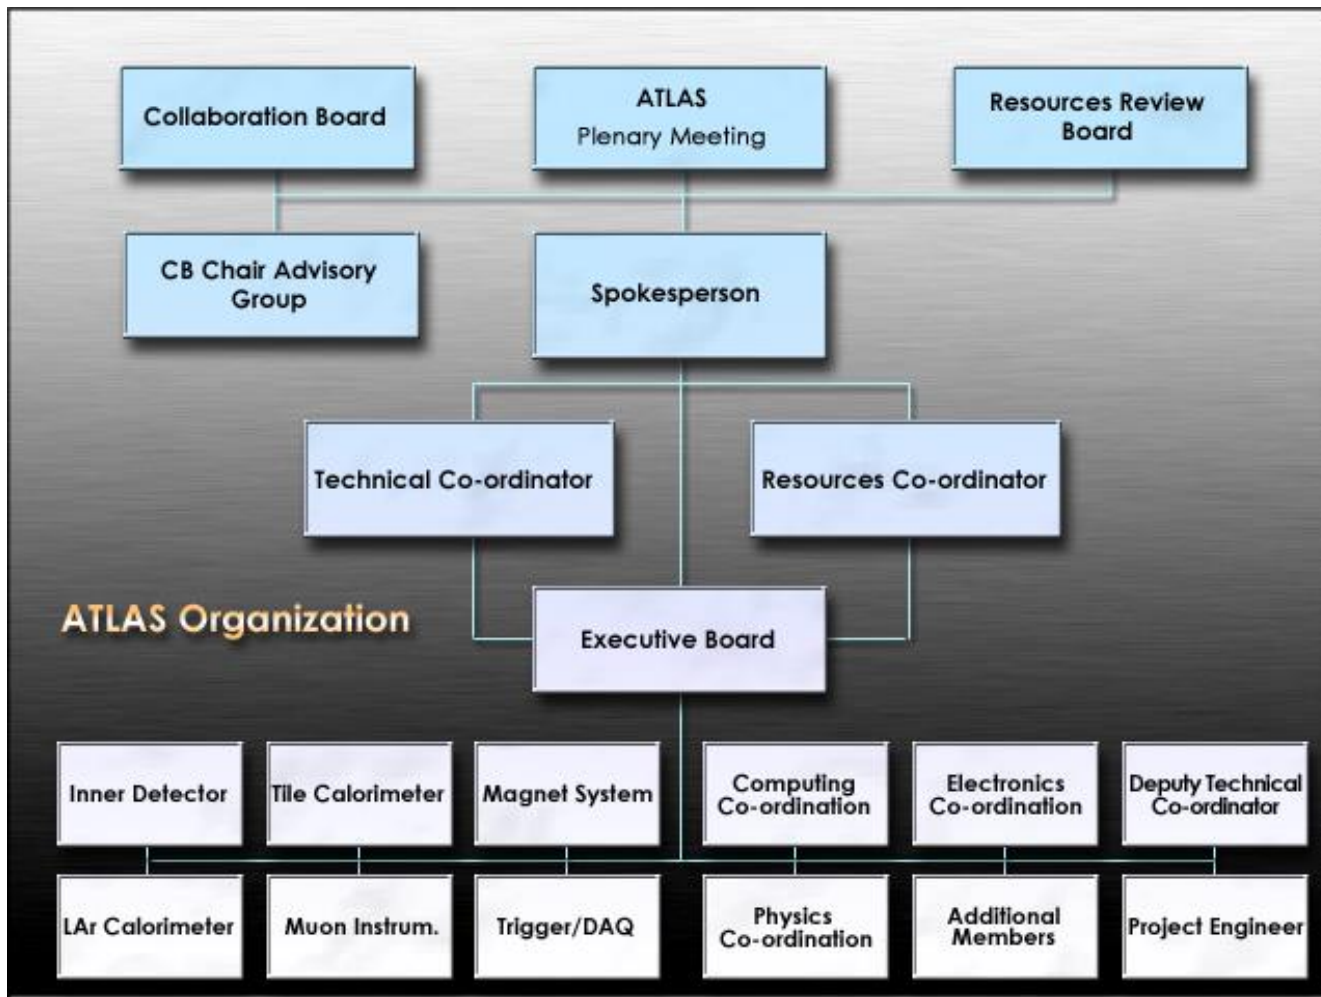 Collaboration Board
ATLAS
Plenary Meeting
Resources Review
Board
CB Chair Advisory
Group
Spokesperson
Technical Co-ordinator
Resources Co-ordinator
ATLAS Organization
Executive Board
Inner Detector
Tile Calorimeter
Magnet System
Computing
Co-ordination
Electronics
Co-ordination
Deputy Technical
Co-ordinator
LAr Calorimeter
Muon Instrum.
Trigger/DAQ
Physics
Co-ordination
Additional
Members
Project Engineer